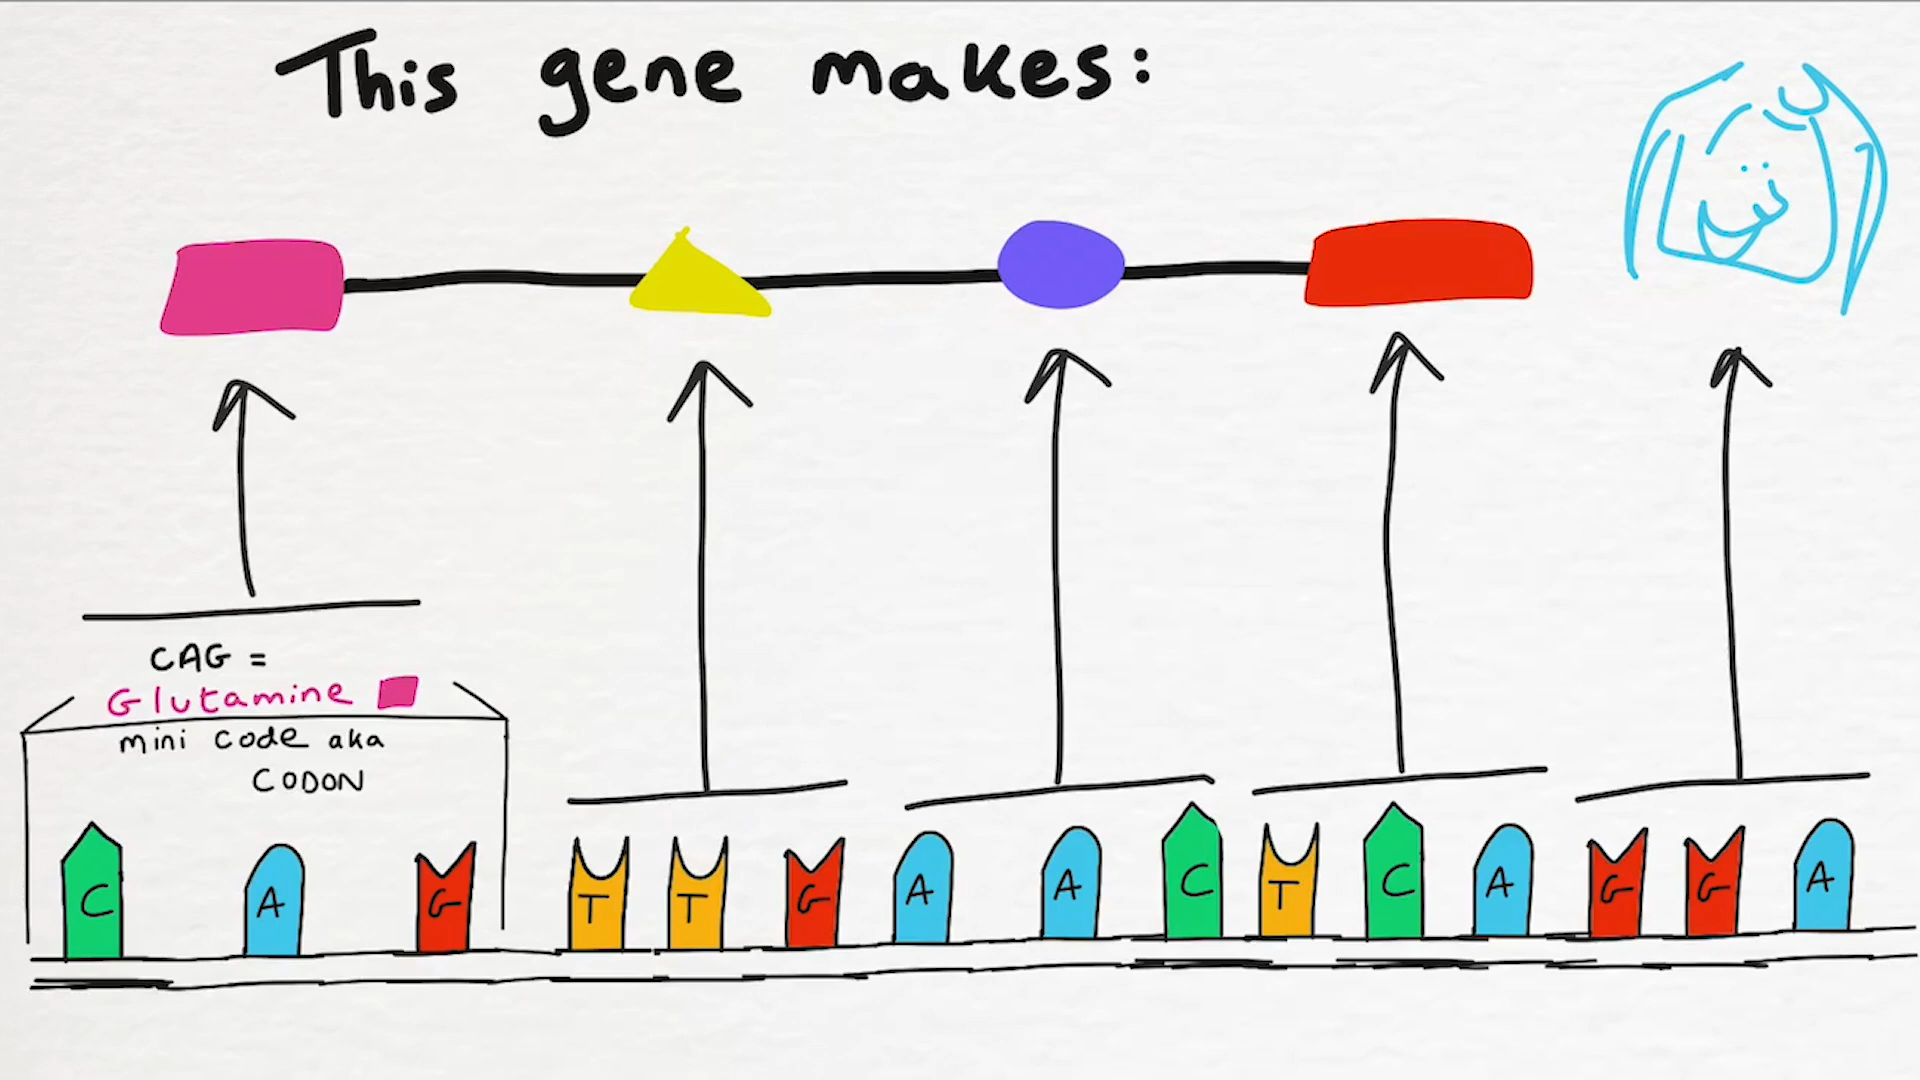 This gene makes:
CAG =
Glutamine
mini code aka
CODON
C A G T T G A A C T C A G G A